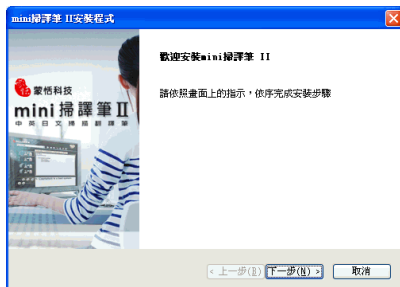 mini掃譯筆 II安裝程式
蒙恬科技
mini 掃譯筆 II
中英日文掃描翻譯筆
歡迎安裝mini掃譯筆 II
請依照畫面上的指示，依序完成安裝步驟
< 上一步(B) 下一步(N) > 取消